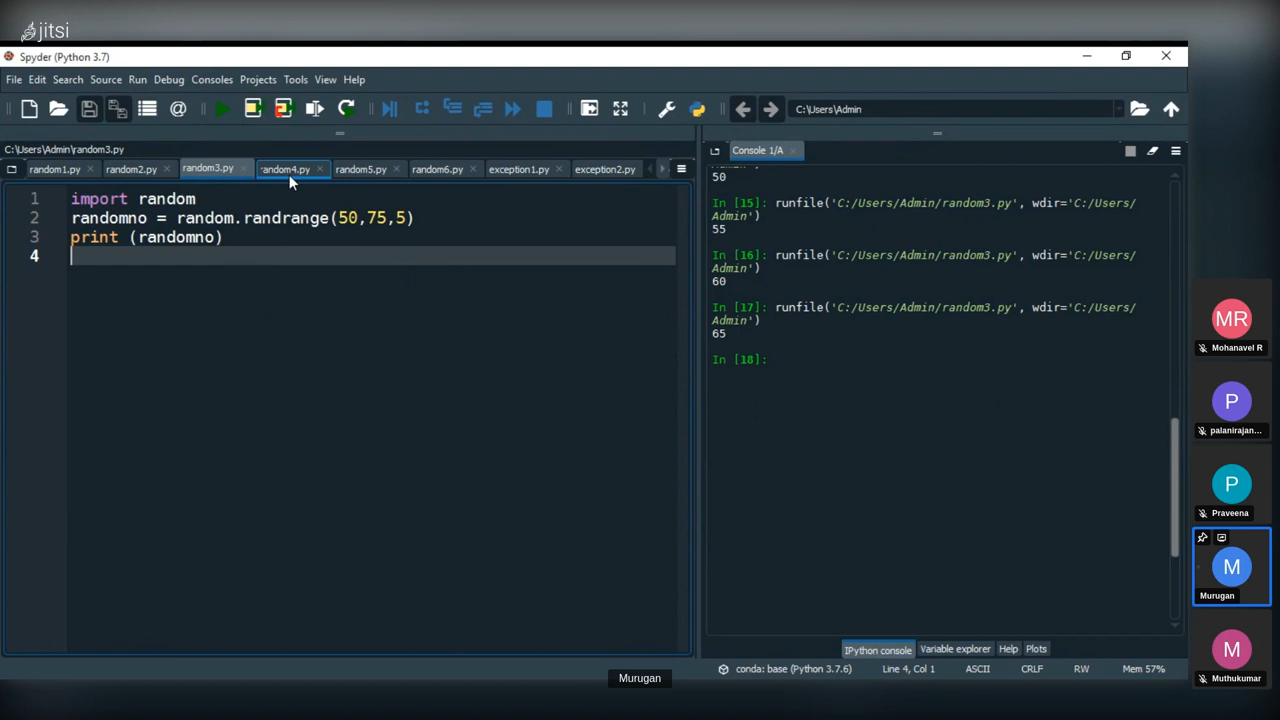 jitsi
Spyder (Python 3.7)
File Edit Search Source Run Debug Consoles Projects Tools View Help
C:\Users\Admin
C:\Users\Admin\random3.py
random1.py random2.py random3.py random4.py random5.py random6.py exception1.py exception2.py
1 import random
2 randomno = random.randrange(50,75,5)
3 print (randomno)
4
Console 1/A
Admin')
50
In [15]: runfile('C:/Users/Admin/random3.py', wdir='C:/Users/
Admin')
55
In [16]: runfile('C:/Users/Admin/random3.py', wdir='C:/Users/
Admin')
60
In [17]: runfile('C:/Users/Admin/random3.py', wdir='C:/Users/
Admin')
65
In [18]:
IPython console Variable explorer Help Plots
conda: base (Python 3.7.6) Line 4, Col 1 ASCII CRLF RW Mem 57%
Murugan
MR
Mohanavel R
P
palanirajan...
P
Praveena
M
Murugan
M
Muthukumar